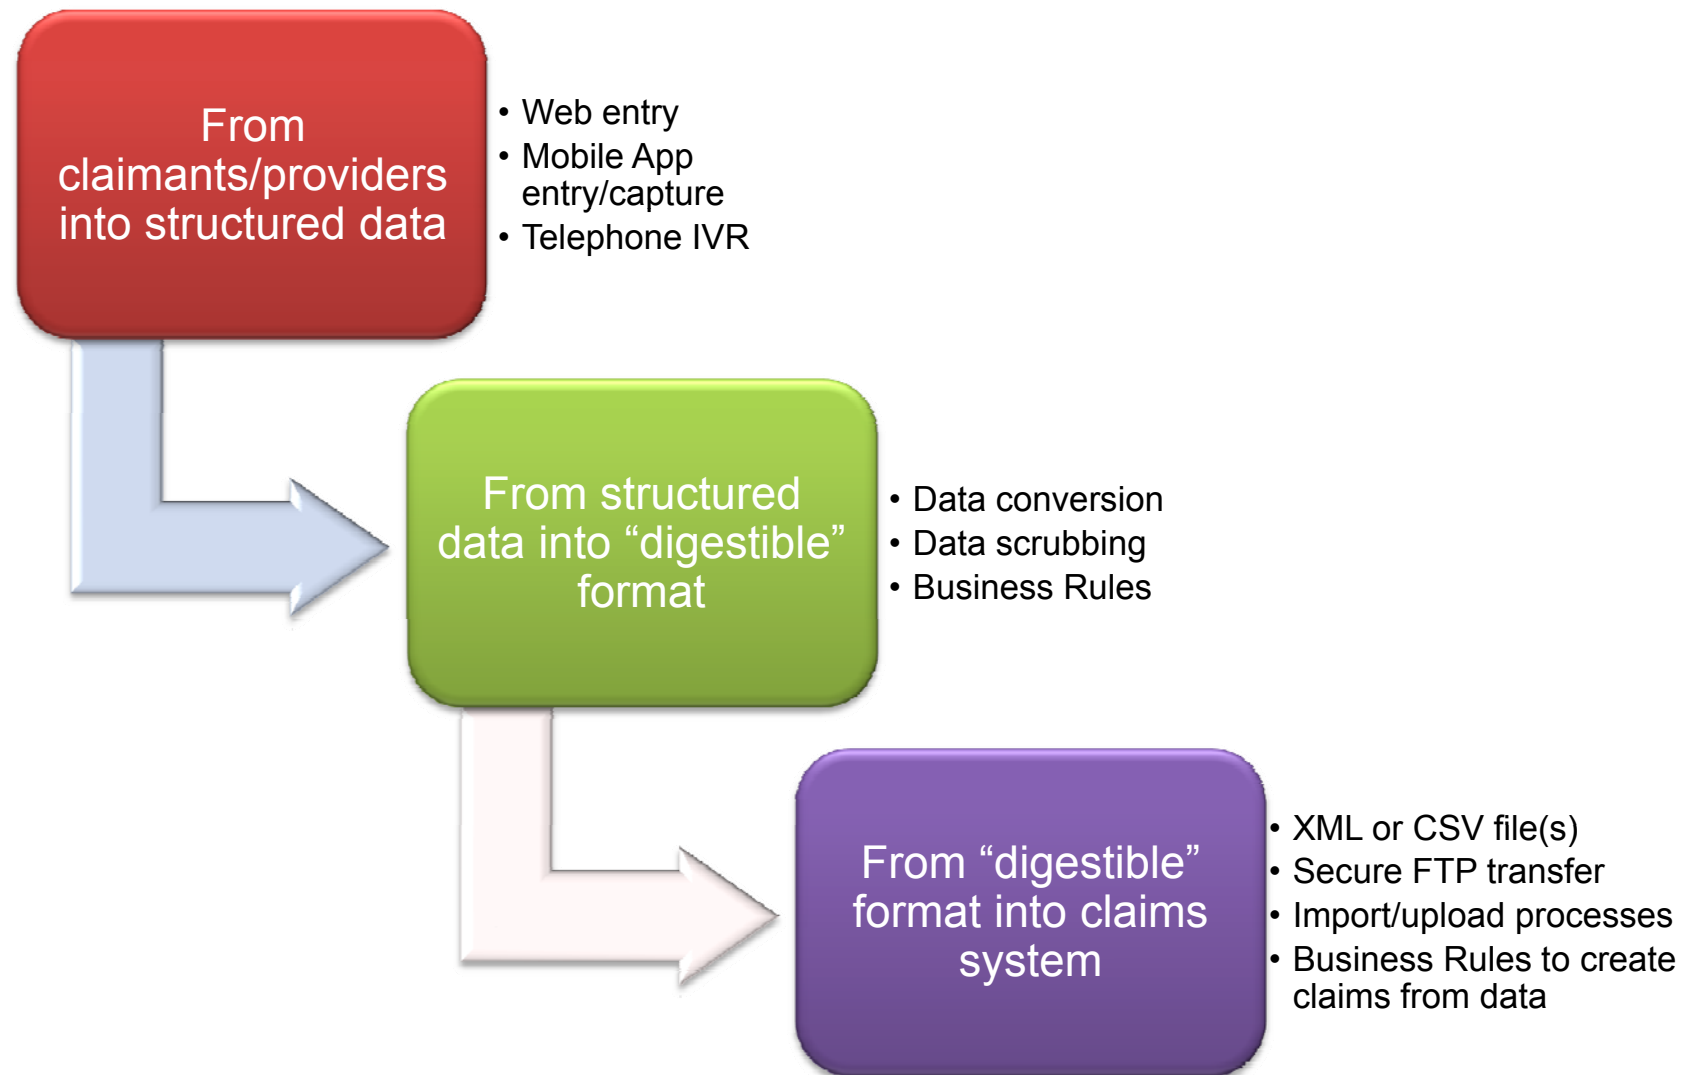 From
claimants/providers
into structured data
• Web entry
• Mobile App
entry/capture
• Telephone IVR
From structured
data into “digestible”
format
• Data conversion
• Data scrubbing
• Business Rules
From “digestible”
format into claims
system
• XML or CSV file(s)
• Secure FTP transfer
• Import/upload processes
• Business Rules to create
claims from data